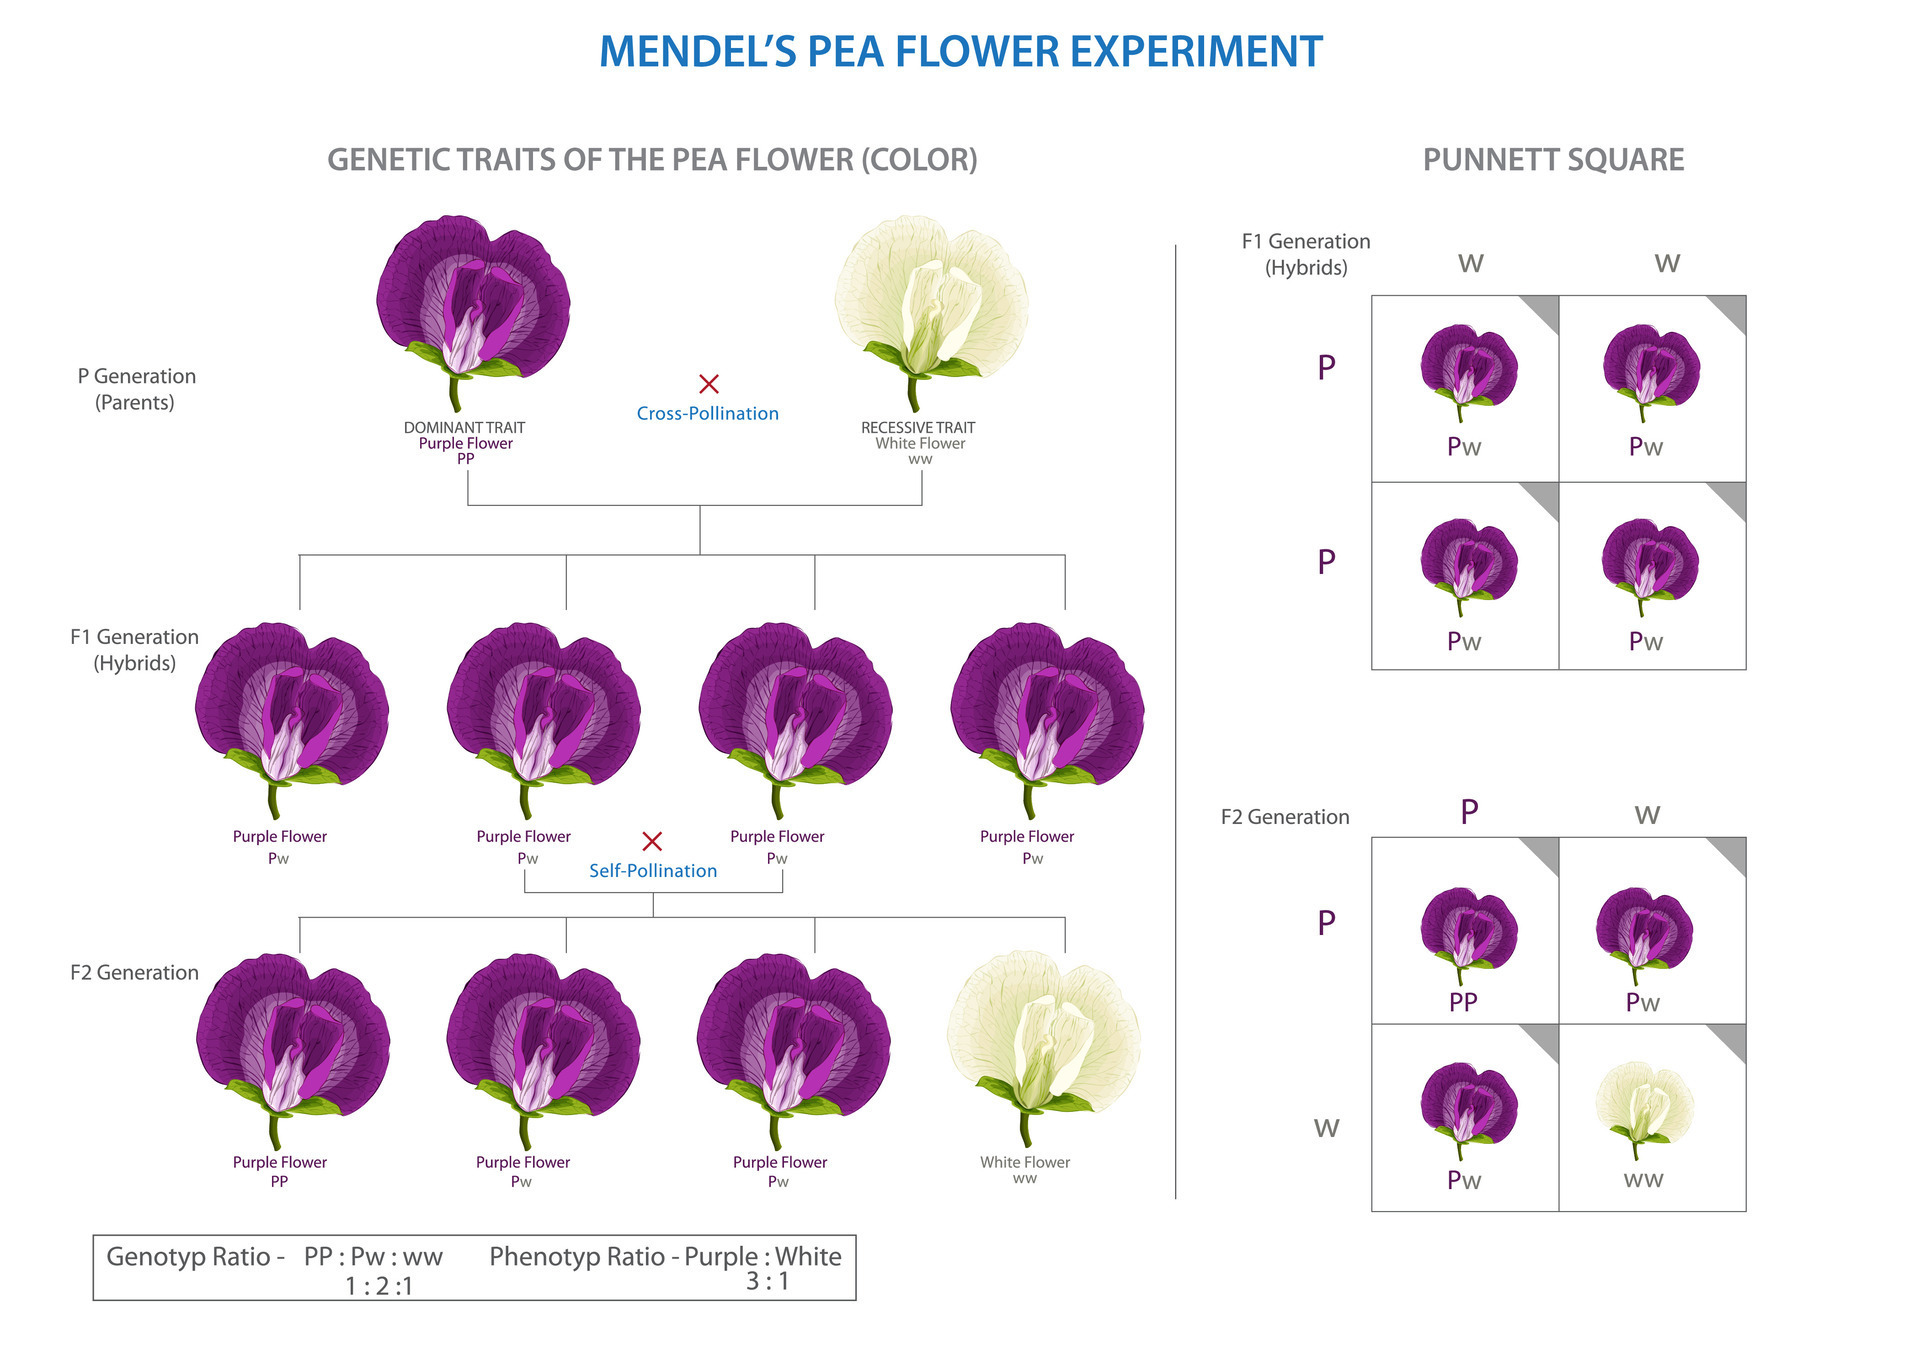 MENDEL’S PEA FLOWER EXPERIMENT
GENETIC TRAITS OF THE PEA FLOWER (COLOR)
P Generation
(Parents)
DOMINANT TRAIT
Purple Flower
PP
Cross-Pollination
RECESSIVE TRAIT
White Flower
ww
F1 Generation
(Hybrids)
Purple Flower
Pw
Purple Flower
Pw
Self-Pollination
Purple Flower
Pw
Purple Flower
Pw
F2 Generation
Purple Flower
PP
Purple Flower
Pw
Purple Flower
Pw
White Flower
ww
Genotyp Ratio - PP : Pw : ww
1 : 2 :1
Phenotyp Ratio - Purple : White
3 : 1
PUNNETT SQUARE
F1 Generation
(Hybrids)
w w
P
Pw Pw
P
Pw Pw
F2 Generation
P w
P
PP Pw
w
Pw ww